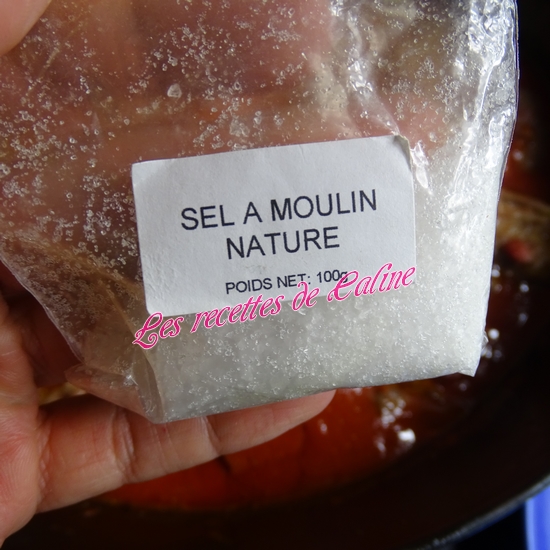 SEL A MOULIN
NATURE
POIDS NET: 100g
Les recettes de Caline